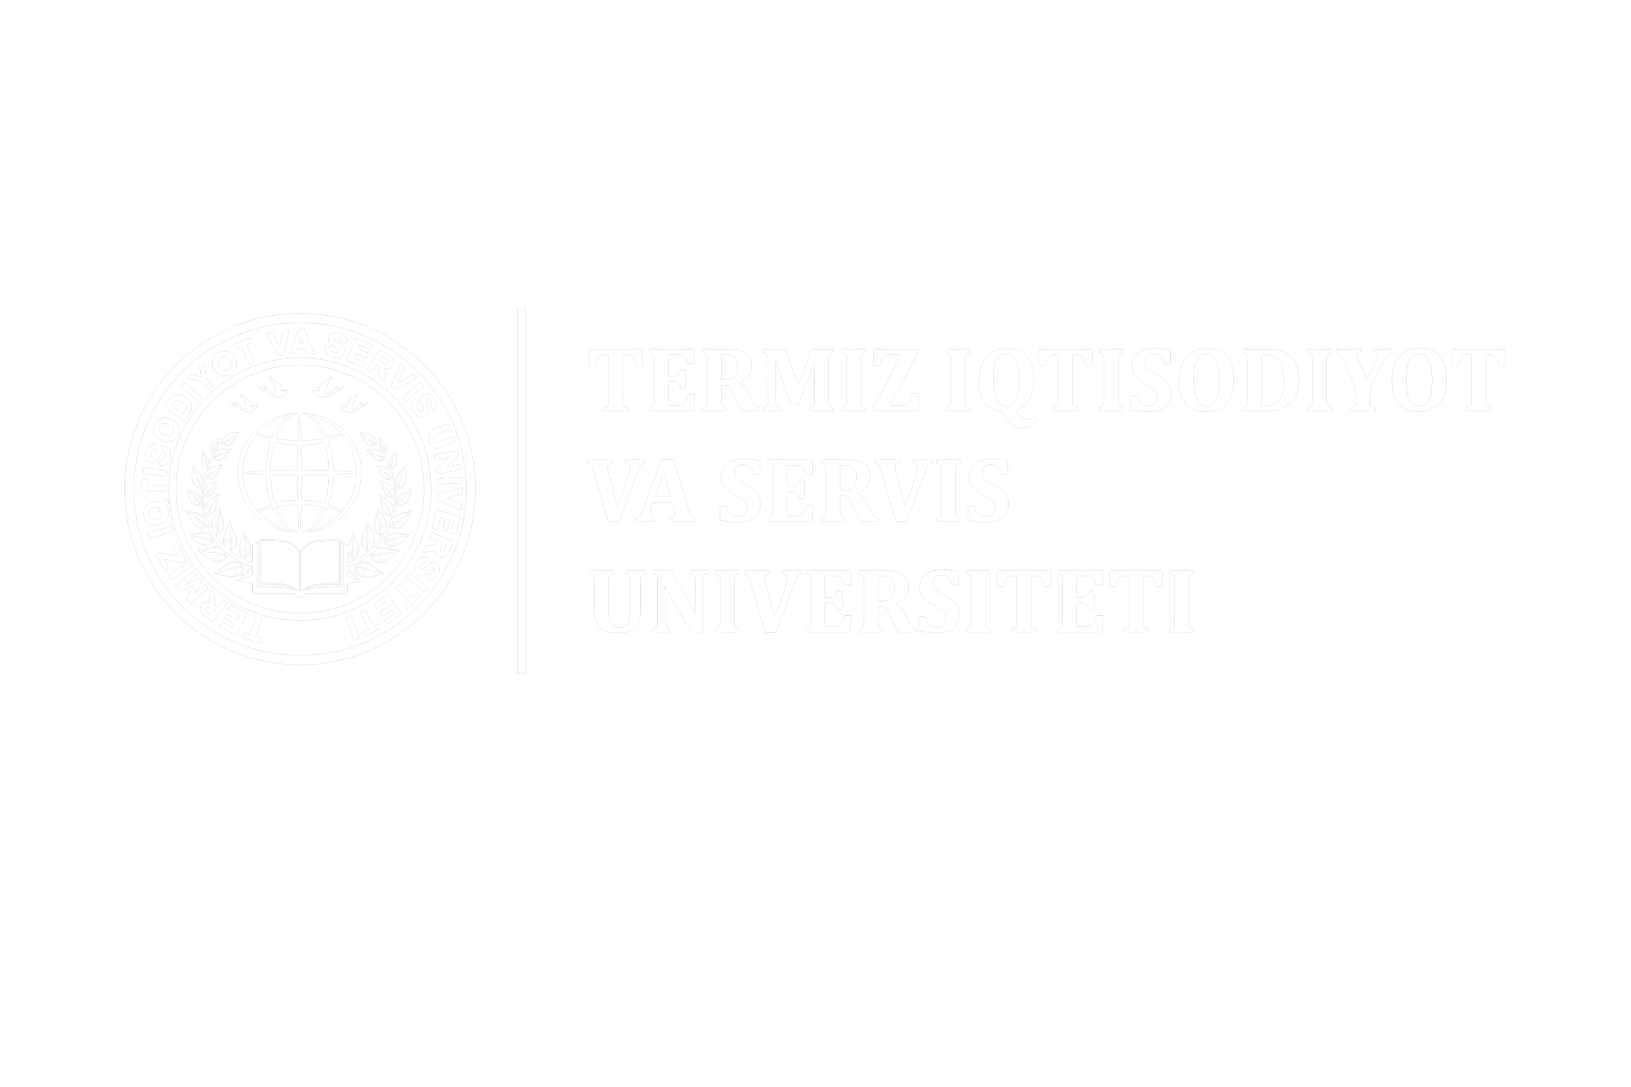 TERMIZ IQTISODIYOT VA SERVIS UNIVERSITETI
TERMIZ IQTISODIYOT
VA SERVIS
UNIVERSITETI